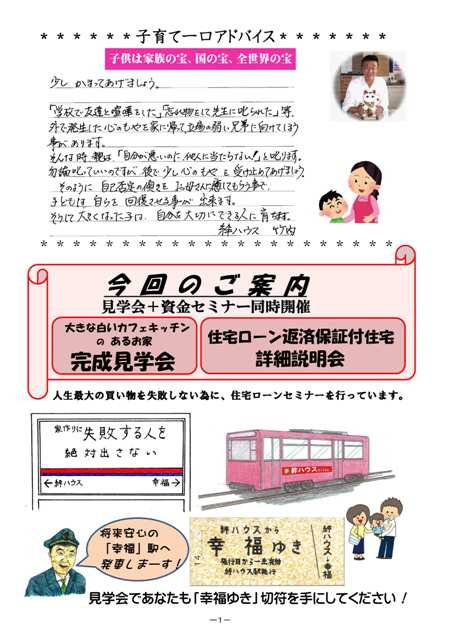 * * * * * * 子育て一口アドバイス * * * * * * *
子供は家族の宝、国の宝、全世界の宝
少し かまってあげましょう。
「学校で友達と喧嘩をした」「忘れ物をして先生に叱られた」等、
外で発生した心のもやを家に帰って立場の弱い兄弟に向けてしまう
事があります。
そんな時、親は、「自分が悪いのに、他人に当たらない!」と叱ります。
勿論叱っていいのですが、後で少し心のもやを受け止めてあげましょう。
そのように 自己否定の傷を お母さんに癒してもらう事で、
子どもは 自らを 回復させる事が 出来ます。
そうして 大きくなった子は、自分を大切にできる人に育ちます。
絆ハウス 竹内
* * * * * * * * * * * * * * * * * * * * * * * * * *
今回のご案内
見学会+資金セミナー同時開催
大きな白いカフェキッチン
の あるお家
完成見学会
住宅ローン返済保証付住宅
詳細説明会
人生最大の買い物を失敗しない為に、住宅ローンセミナーを行っています。
家作りに失敗する人を
絶対出さない
←絆ハウス 幸福→
絆ハウス
将来安心の
「幸福」駅へ
発車しまーす!
絆ハウスから
幸福ゆき
発行日から一生有効
絆ハウス駅発行
絆ハウス→幸福
見学会であなたも「幸福ゆき」切符を手にしてください!
ー1ー